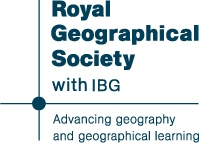 Royal
Geographical
Society
with IBG
Advancing geography
and geographical learning